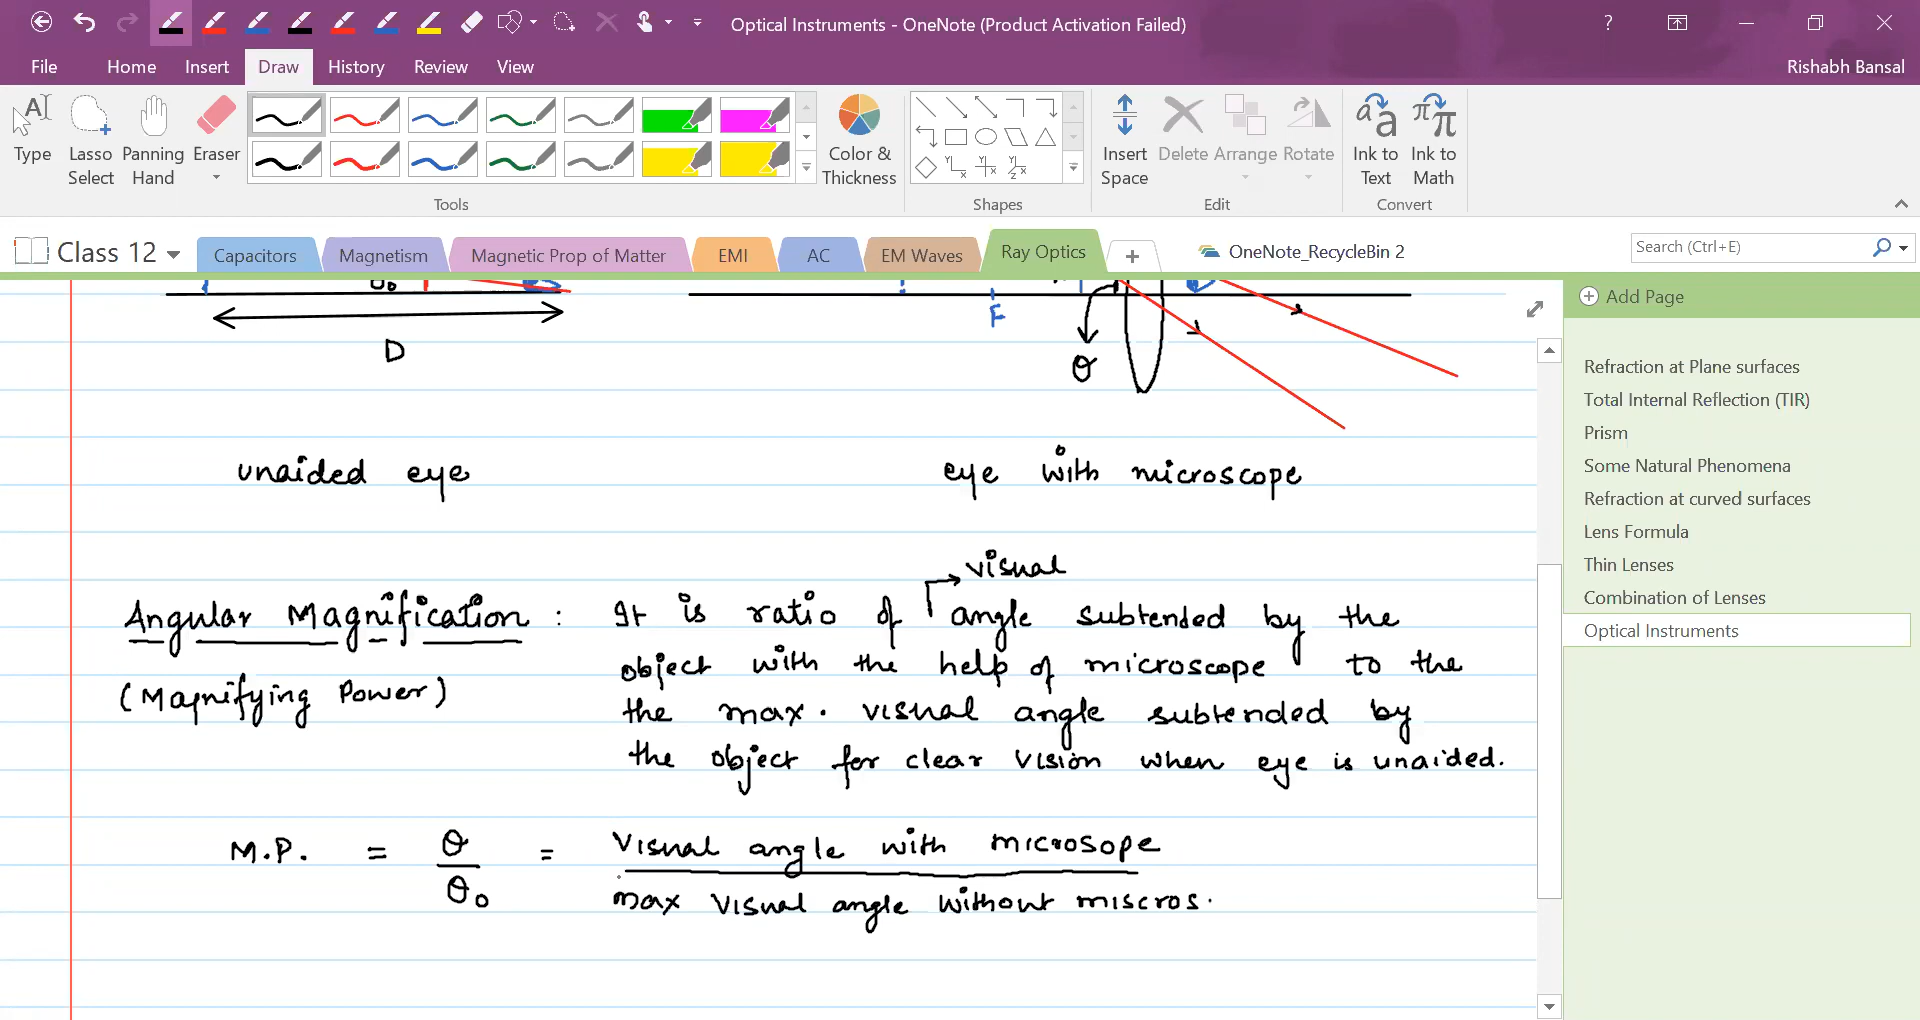 Optical Instruments - OneNote (Product Activation Failed)
?
File Home Insert Draw History Review View
Rishabh Bansal
Type
Lasso Select
Panning Hand
Eraser
Color & Thickness
Insert Space
Delete
Arrange
Rotate
Ink to Text
Ink to Math
Tools
Shapes
Edit
Convert
Class 12
Capacitors
Magnetism
Magnetic Prop of Matter
EMI
AC
EM Waves
Ray Optics
+
OneNote_RecycleBin 2
Search (Ctrl+E)
Add Page
Refraction at Plane surfaces
Total Internal Reflection (TIR)
Prism
Some Natural Phenomena
Refraction at curved surfaces
Lens Formula
Thin Lenses
Combination of Lenses
Optical Instruments
D
F
θ
unaided eye
eye with microscope
visual
Angular Magnification : It is ratio of angle subtended by the
(Magnifying Power)
object with the help of microscope to the
the max. visual angle subtended by
the object for clear vision when eye is unaided.
M.P. = θ/θ₀ = visual angle with microsope
max visual angle without miscros.